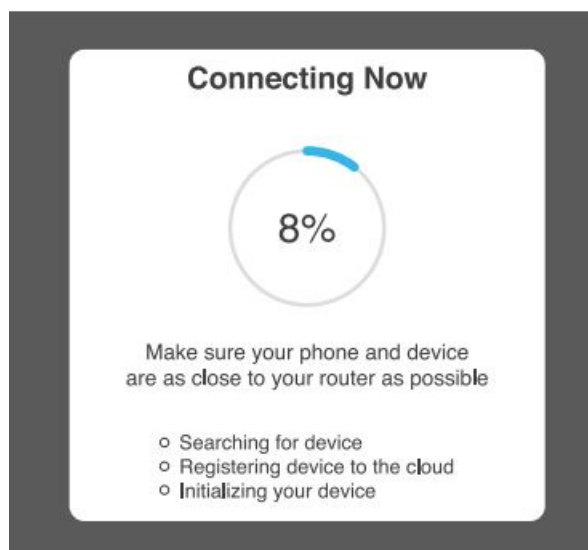 Connecting Now
8%
Make sure your phone and device
are as close to your router as possible
Searching for device
Registering device to the cloud
Initializing your device